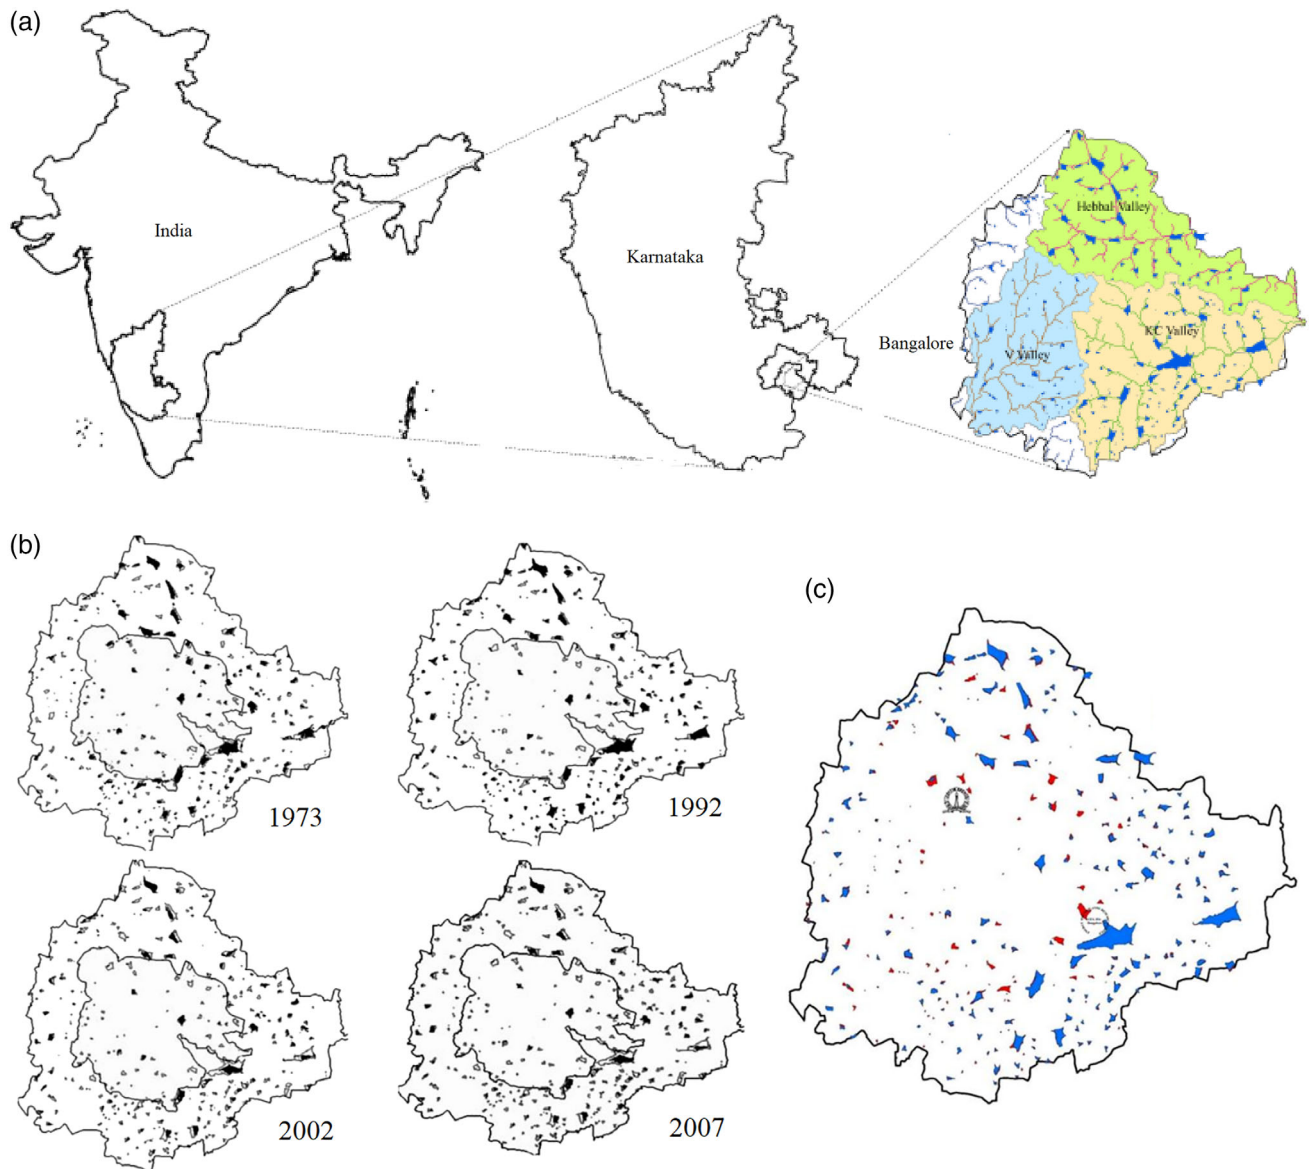 (a)
India
Karnataka
Bangalore
Hebbal Valley
KC Valley
V Valley
(b)
1973
1992
2002
2007
(c)